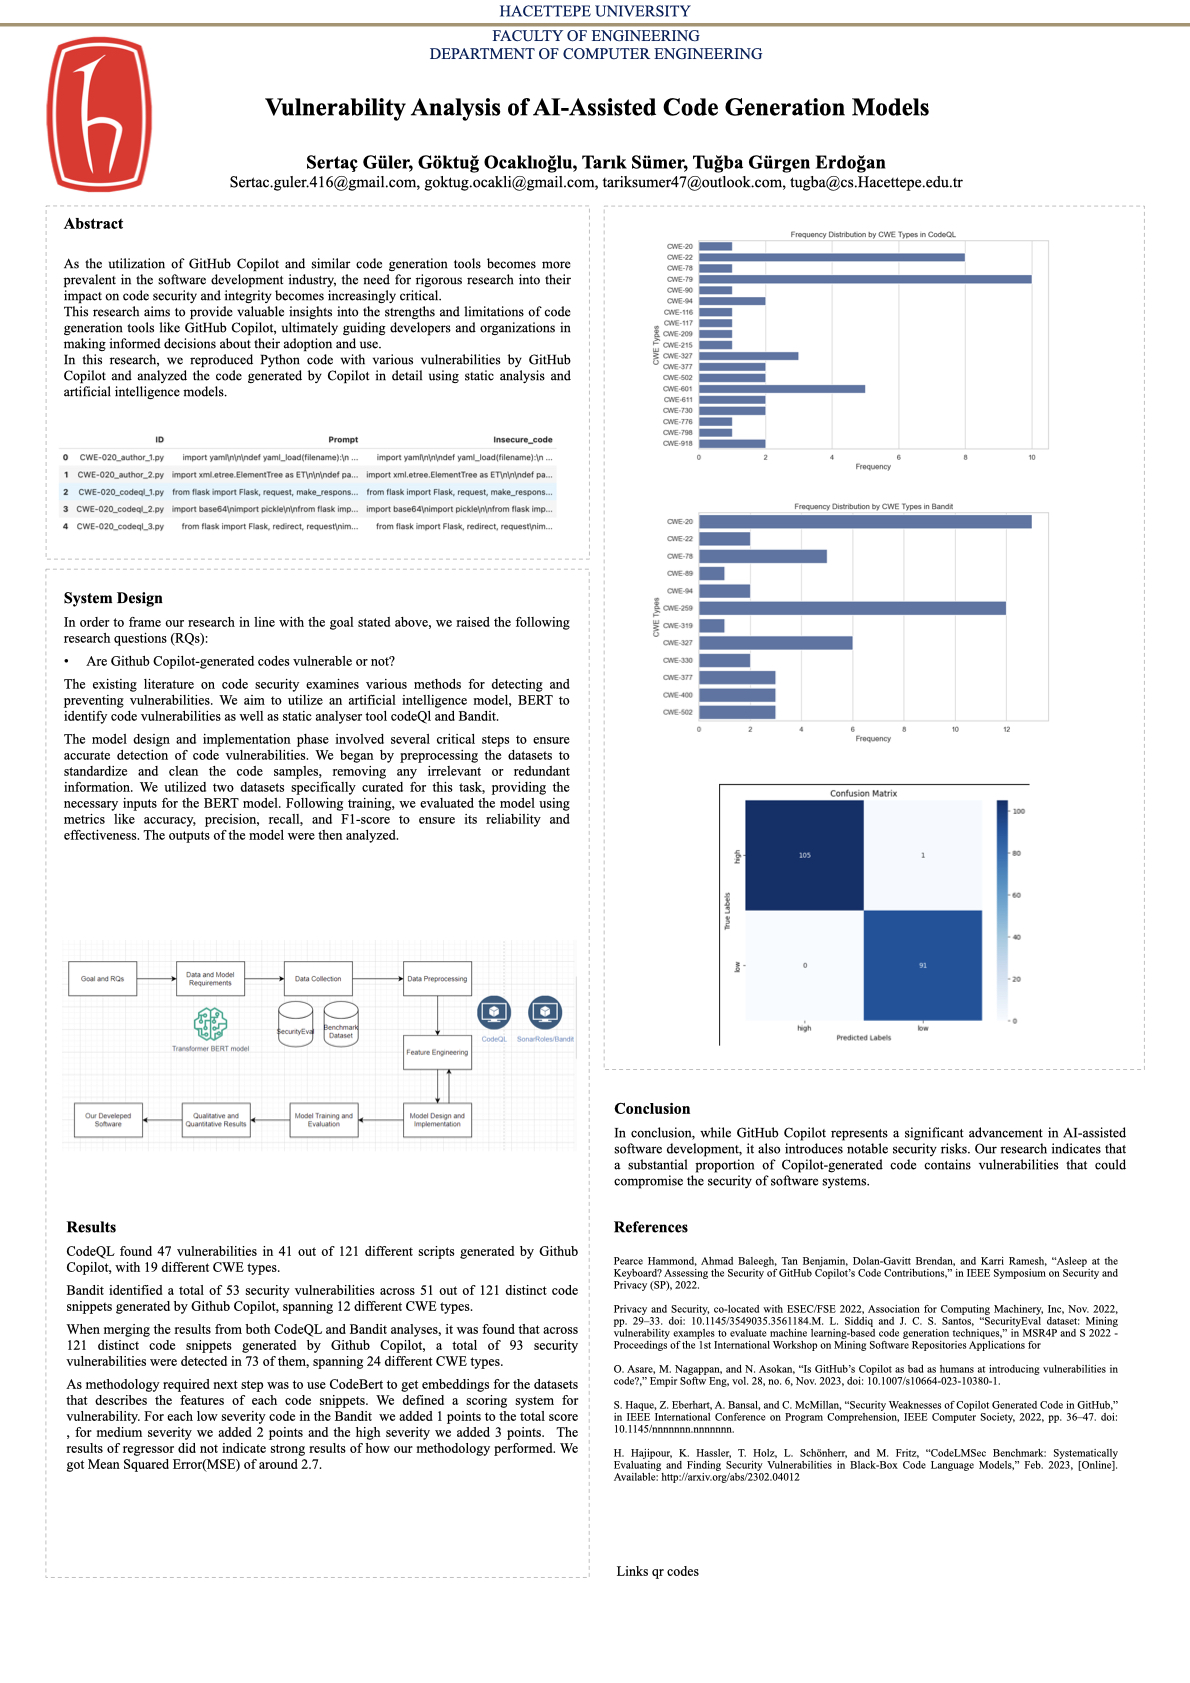 HACETTEPE UNIVERSITY
FACULTY OF ENGINEERING
DEPARTMENT OF COMPUTER ENGINEERING
Vulnerability Analysis of AI-Assisted Code Generation Models
Sertaç Güler, Göktuğ Ocaklıoğlu, Tarık Sümer, Tuğba Gürgen Erdoğan
Sertac.guler.416@gmail.com, goktug.ocakli@gmail.com, tariksumer47@outlook.com, tugba@cs.Hacettepe.edu.tr
Abstract
As the utilization of GitHub Copilot and similar code generation tools becomes more
prevalent in the software development industry, the need for rigorous research into their
impact on code security and integrity becomes increasingly critical.
This research aims to provide valuable insights into the strengths and limitations of code
generation tools like GitHub Copilot, ultimately guiding developers and organizations in
making informed decisions about their adoption and use.
In this research, we reproduced Python code with various vulnerabilities by GitHub
Copilot and analyzed the code generated by Copilot in detail using static analysis and
artificial intelligence models.
ID Prompt Insecure_code
0 CWE-020_author_1.py import yaml\n\n\ndef yaml_load(filename):\n ... import yaml\n\n\ndef yaml_load(filename):\n ...
1 CWE-020_author_2.py import xml.etree.ElementTree as ET\n\n\ndef pa... import xml.etree.ElementTree as ET\n\n\ndef pa...
2 CWE-020_codeql_1.py from flask import Flask, request, make_respons... from flask import Flask, request, make_respons...
3 CWE-020_codeql_2.py import base64\nimport pickle\n\nfrom flask imp... import base64\nimport pickle\n\nfrom flask imp...
4 CWE-020_codeql_3.py from flask import Flask, redirect, request\nim... from flask import Flask, redirect, request\nim...
System Design
In order to frame our research in line with the goal stated above, we raised the following
research questions (RQs):
• Are Github Copilot-generated codes vulnerable or not?
The existing literature on code security examines various methods for detecting and
preventing vulnerabilities. We aim to utilize an artificial intelligence model, BERT to
identify code vulnerabilities as well as static analyser tool codeQl and Bandit.
The model design and implementation phase involved several critical steps to ensure
accurate detection of code vulnerabilities. We began by preprocessing the datasets to
standardize and clean the code samples, removing any irrelevant or redundant
information. We utilized two datasets specifically curated for this task, providing the
necessary inputs for the BERT model. Following training, we evaluated the model using
metrics like accuracy, precision, recall, and F1-score to ensure its reliability and
effectiveness. The outputs of the model were then analyzed.
Goal and RQs
Data and Model
Requirements
Data Collection
Data Preprocessing
Transformer BERT model
SecurityEval
Benchmark
Dataset
CodeQL
SonarRoles/Bandit
Feature Engineering
Our Develeped
Software
Qualitative and
Quantitative Results
Model Training and
Evaluation
Model Design and
Implementation
Results
CodeQL found 47 vulnerabilities in 41 out of 121 different scripts generated by Github
Copilot, with 19 different CWE types.
Bandit identified a total of 53 security vulnerabilities across 51 out of 121 distinct code
snippets generated by Github Copilot, spanning 12 different CWE types.
When merging the results from both CodeQL and Bandit analyses, it was found that across
121 distinct code snippets generated by Github Copilot, a total of 93 security
vulnerabilities were detected in 73 of them, spanning 24 different CWE types.
As methodology required next step was to use CodeBert to get embeddings for the datasets
that describes the features of each code snippets. We defined a scoring system for
vulnerability. For each low severity code in the Bandit we added 1 points to the total score
, for medium severity we added 2 points and the high severity we added 3 points. The
results of regressor did not indicate strong results of how our methodology performed. We
got Mean Squared Error(MSE) of around 2.7.
Frequency Distribution by CWE Types in CodeQL
CWE Types
CWE-20
CWE-22
CWE-78
CWE-79
CWE-90
CWE-94
CWE-116
CWE-117
CWE-209
CWE-215
CWE-327
CWE-377
CWE-502
CWE-601
CWE-611
CWE-730
CWE-776
CWE-798
CWE-918
0 2 4 6 8 10
Frequency
Frequency Distribution by CWE Types in Bandit
CWE Types
CWE-20
CWE-22
CWE-78
CWE-89
CWE-94
CWE-259
CWE-319
CWE-327
CWE-330
CWE-377
CWE-400
CWE-502
0 2 4 6 8 10 12
Frequency
Confusion Matrix
True Labels
high 105 1
low 0 91
high low
Predicted Labels
100
80
60
40
20
0
Conclusion
In conclusion, while GitHub Copilot represents a significant advancement in AI-assisted
software development, it also introduces notable security risks. Our research indicates that
a substantial proportion of Copilot-generated code contains vulnerabilities that could
compromise the security of software systems.
References
Pearce Hammond, Ahmad Baleegh, Tan Benjamin, Dolan-Gavitt Brendan, and Karri Ramesh, “Asleep at the
Keyboard? Assessing the Security of GitHub Copilot’s Code Contributions,” in IEEE Symposium on Security and
Privacy (SP), 2022.
Privacy and Security, co-located with ESEC/FSE 2022, Association for Computing Machinery, Inc, Nov. 2022,
pp. 29–33. doi: 10.1145/3549035.3561184.M. L. Siddiq and J. C. S. Santos, “SecurityEval dataset: Mining
vulnerability examples to evaluate machine learning-based code generation techniques,” in MSR4P and S 2022 -
Proceedings of the 1st International Workshop on Mining Software Repositories Applications for
O. Asare, M. Nagappan, and N. Asokan, “Is GitHub’s Copilot as bad as humans at introducing vulnerabilities in
code?,” Empir Softw Eng, vol. 28, no. 6, Nov. 2023, doi: 10.1007/s10664-023-10380-1.
S. Haque, Z. Eberhart, A. Bansal, and C. McMillan, “Security Weaknesses of Copilot Generated Code in GitHub,”
in IEEE International Conference on Program Comprehension, IEEE Computer Society, 2022, pp. 36–47. doi:
10.1145/nnnnnnn.nnnnnnn.
H. Hajipour, K. Hassler, T. Holz, L. Schönherr, and M. Fritz, “CodeLMSec Benchmark: Systematically
Evaluating and Finding Security Vulnerabilities in Black-Box Code Language Models,” Feb. 2023, [Online].
Available: http://arxiv.org/abs/2302.04012
Links qr codes